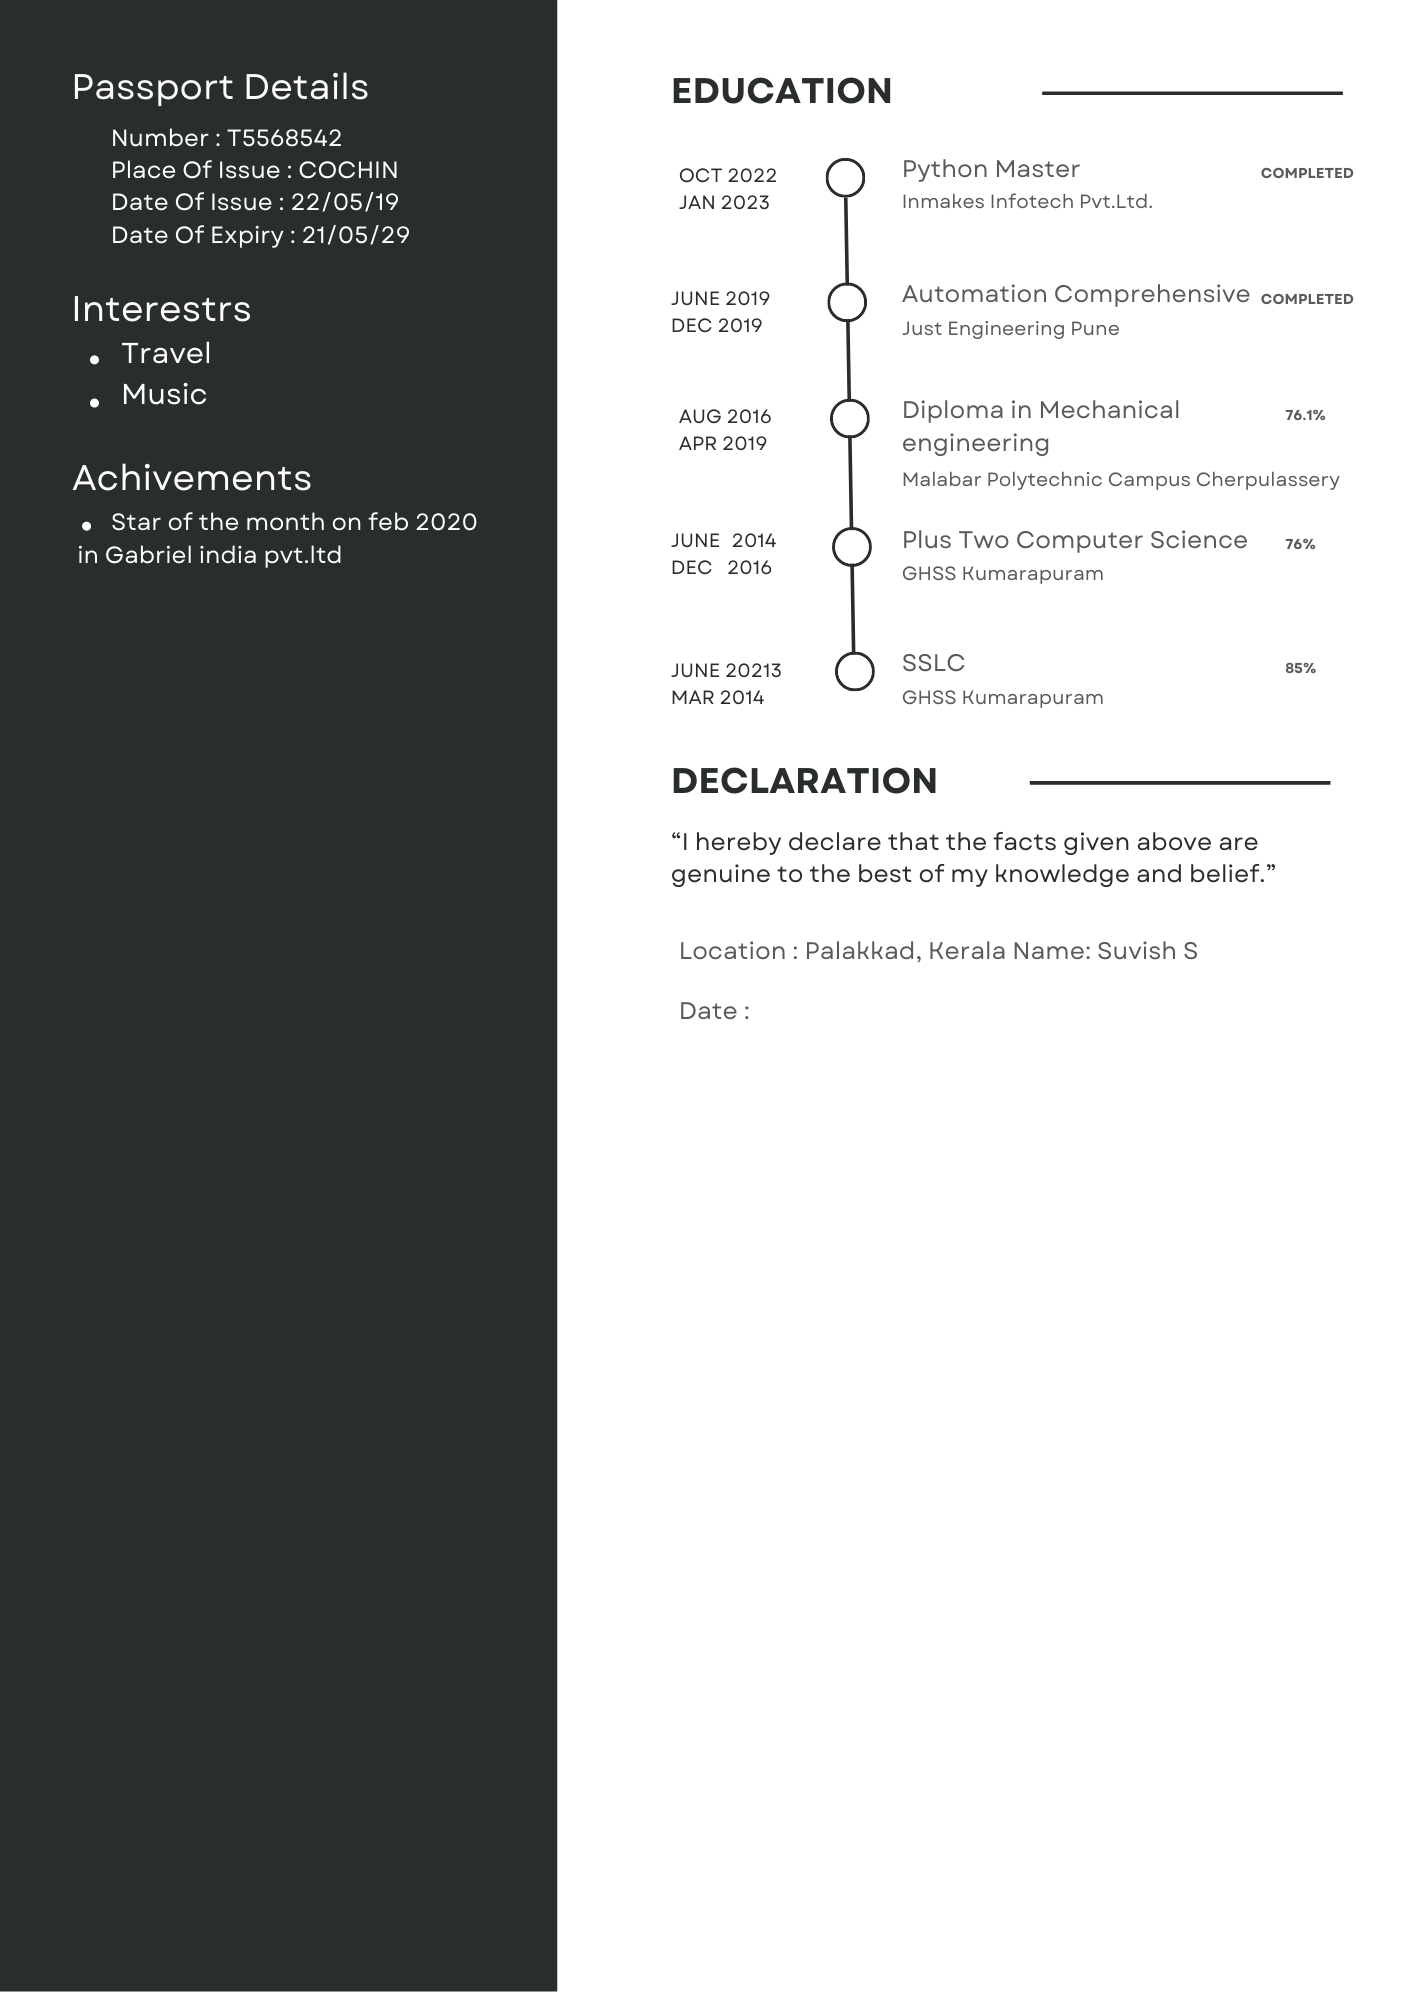 Passport Details
Number : T5568542
Place Of Issue : COCHIN
Date Of Issue : 22/05/19
Date Of Expiry : 21/05/29
Interestrs
Travel
Music
Achivements
Star of the month on feb 2020
in Gabriel india pvt.ltd
EDUCATION
OCT 2022
JAN 2023
Python Master
COMPLETED
Inmakes Infotech Pvt.Ltd.
JUNE 2019
DEC 2019
Automation Comprehensive
COMPLETED
Just Engineering Pune
AUG 2016
APR 2019
Diploma in Mechanical
engineering
76.1%
Malabar Polytechnic Campus Cherpulassery
JUNE 2014
DEC 2016
Plus Two Computer Science
76%
GHSS Kumarapuram
JUNE 20213
MAR 2014
SSLC
85%
GHSS Kumarapuram
DECLARATION
“I hereby declare that the facts given above are
genuine to the best of my knowledge and belief.”
Location : Palakkad, Kerala Name: Suvish S
Date :